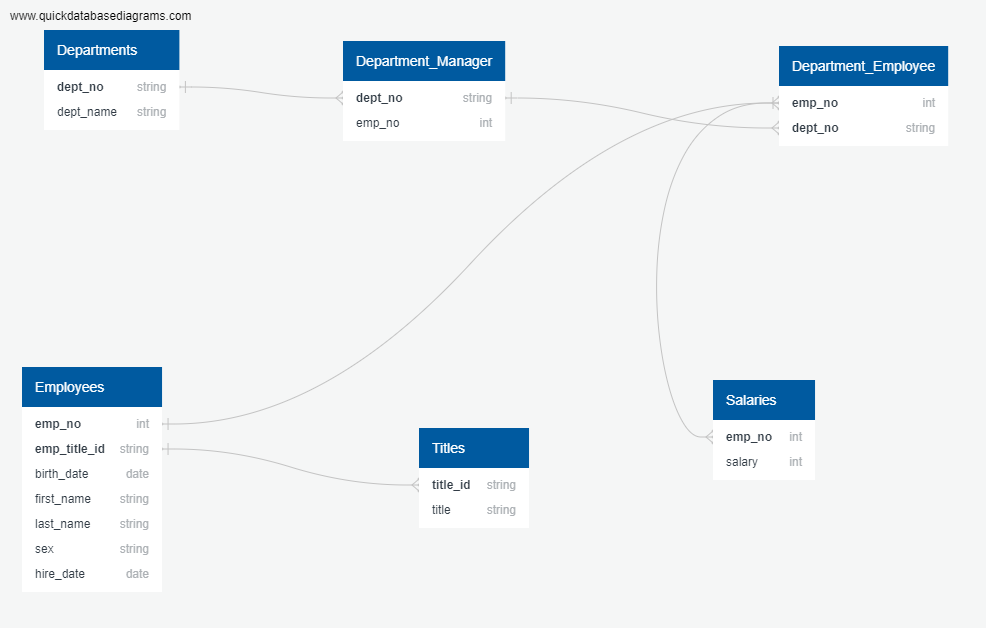 www.quickdatabasediagrams.com
Departments
dept_no string
dept_name string
Department_Manager
dept_no string
emp_no int
Department_Employee
emp_no int
dept_no string
Employees
emp_no int
emp_title_id string
birth_date date
first_name string
last_name string
sex string
hire_date date
Titles
title_id string
title string
Salaries
emp_no int
salary int